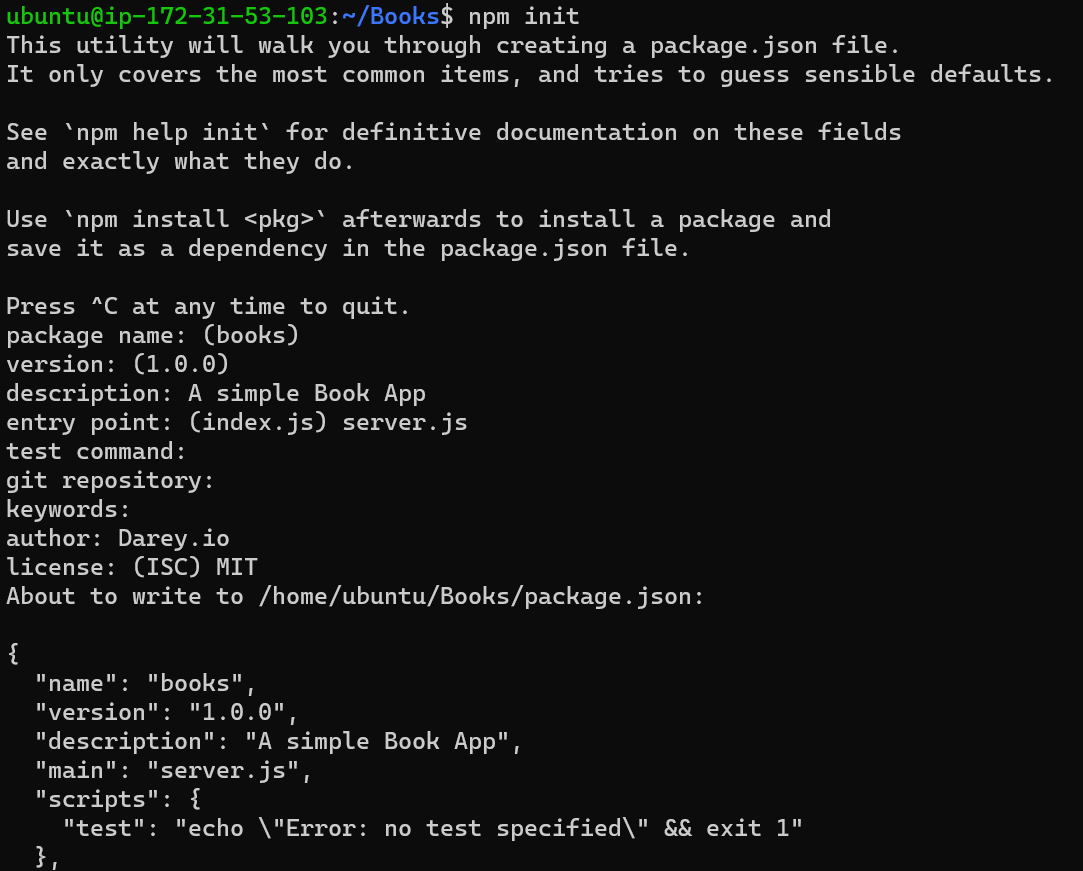 ubuntu@ip-172-31-53-103:~/Books$ npm init
This utility will walk you through creating a package.json file.
It only covers the most common items, and tries to guess sensible defaults.
See `npm help init` for definitive documentation on these fields
and exactly what they do.
Use `npm install <pkg>` afterwards to install a package and
save it as a dependency in the package.json file.
Press ^C at any time to quit.
package name: (books)
version: (1.0.0)
description: A simple Book App
entry point: (index.js) server.js
test command:
git repository:
keywords:
author: Darey.io
license: (ISC) MIT
About to write to /home/ubuntu/Books/package.json:
{
  "name": "books",
  "version": "1.0.0",
  "description": "A simple Book App",
  "main": "server.js",
  "scripts": {
    "test": "echo \"Error: no test specified\" && exit 1"
  },